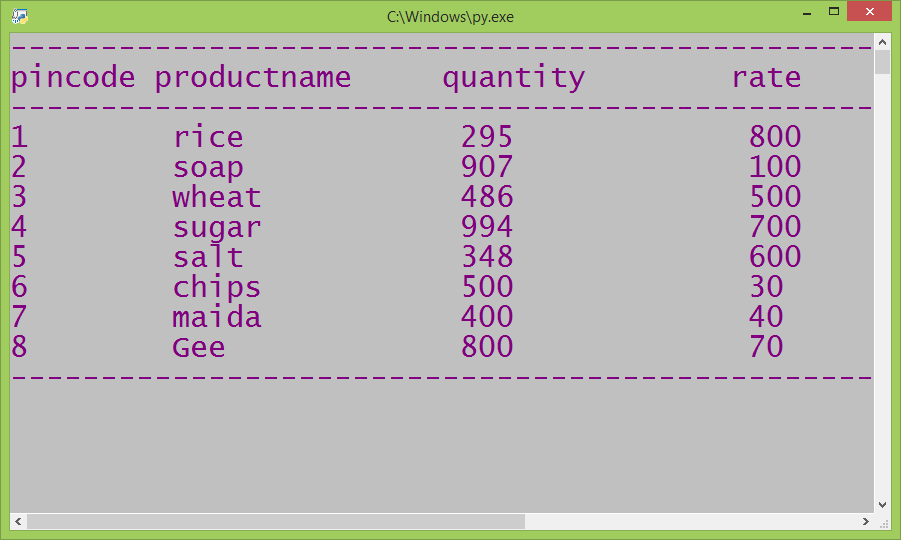 C:\Windows\py.exe
------------------------------------------------
pincode productname quantity rate
------------------------------------------------
1 rice 295 800
2 soap 907 100
3 wheat 486 500
4 sugar 994 700
5 salt 348 600
6 chips 500 30
7 maida 400 40
8 Gee 800 70
------------------------------------------------